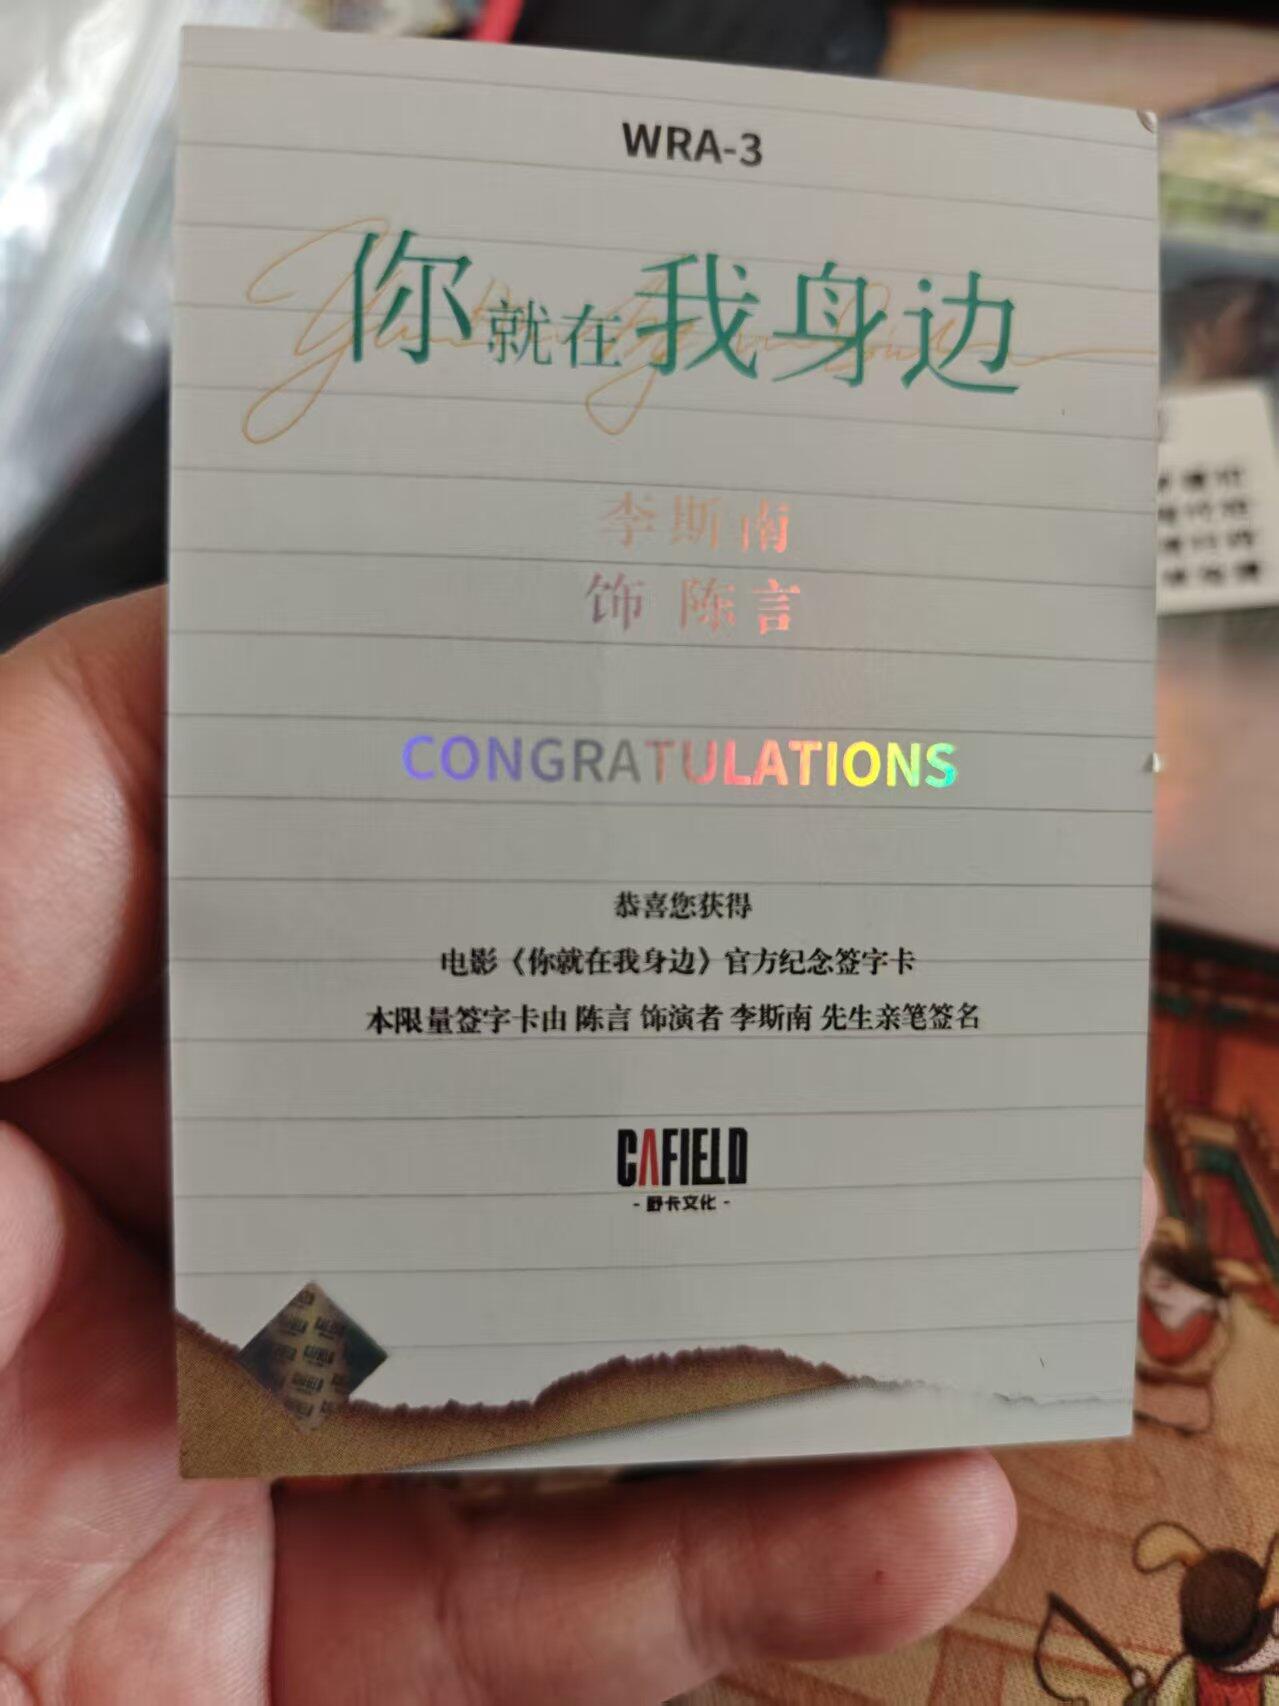 WRA-3
你就在我身边
李斯南
饰 陈言
CONGRATULATIONS
恭喜您获得
电影《你就在我身边》官方纪念签字卡
本限量签字卡由 陈言 饰演者 李斯南 先生亲笔签名
CAFIELD
- 野卡文化 -